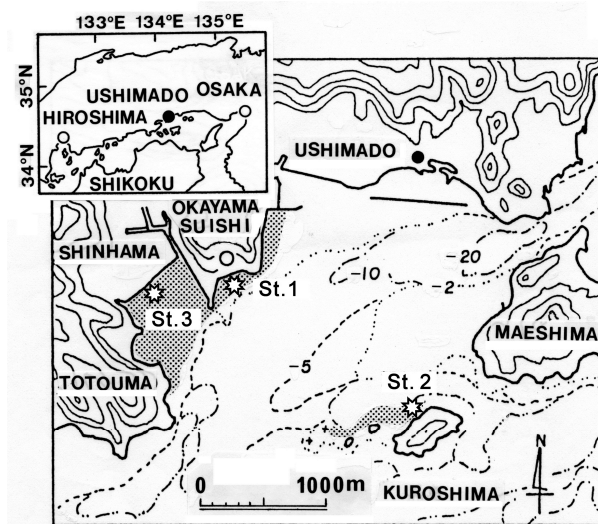 133°E 134°E 135°E
35°N
34°N
USHIMADO OSAKA
HIROSHIMA
SHIKOKU
USHIMADO
OKAYAMA
SUISHI
SHINHAMA
St.1
St.3
-20
-10
-2
MAESHIMA
-5
St. 2
TOTOUMA
N
0 1000m
KUROSHIMA